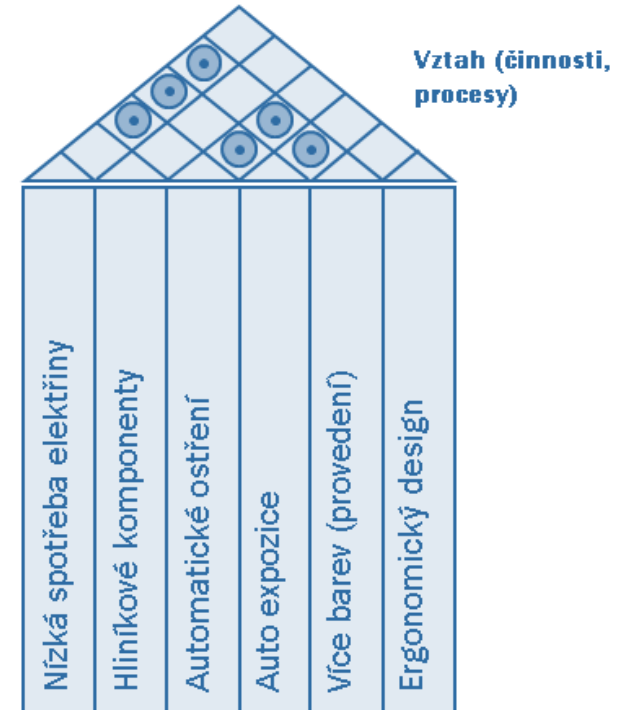 Vztah (činnosti,
procesy)
Nízká spotřeba elektřiny
Hliníkové komponenty
Automatické ostření
Auto expozice
Více barev (provedení)
Ergonomický design